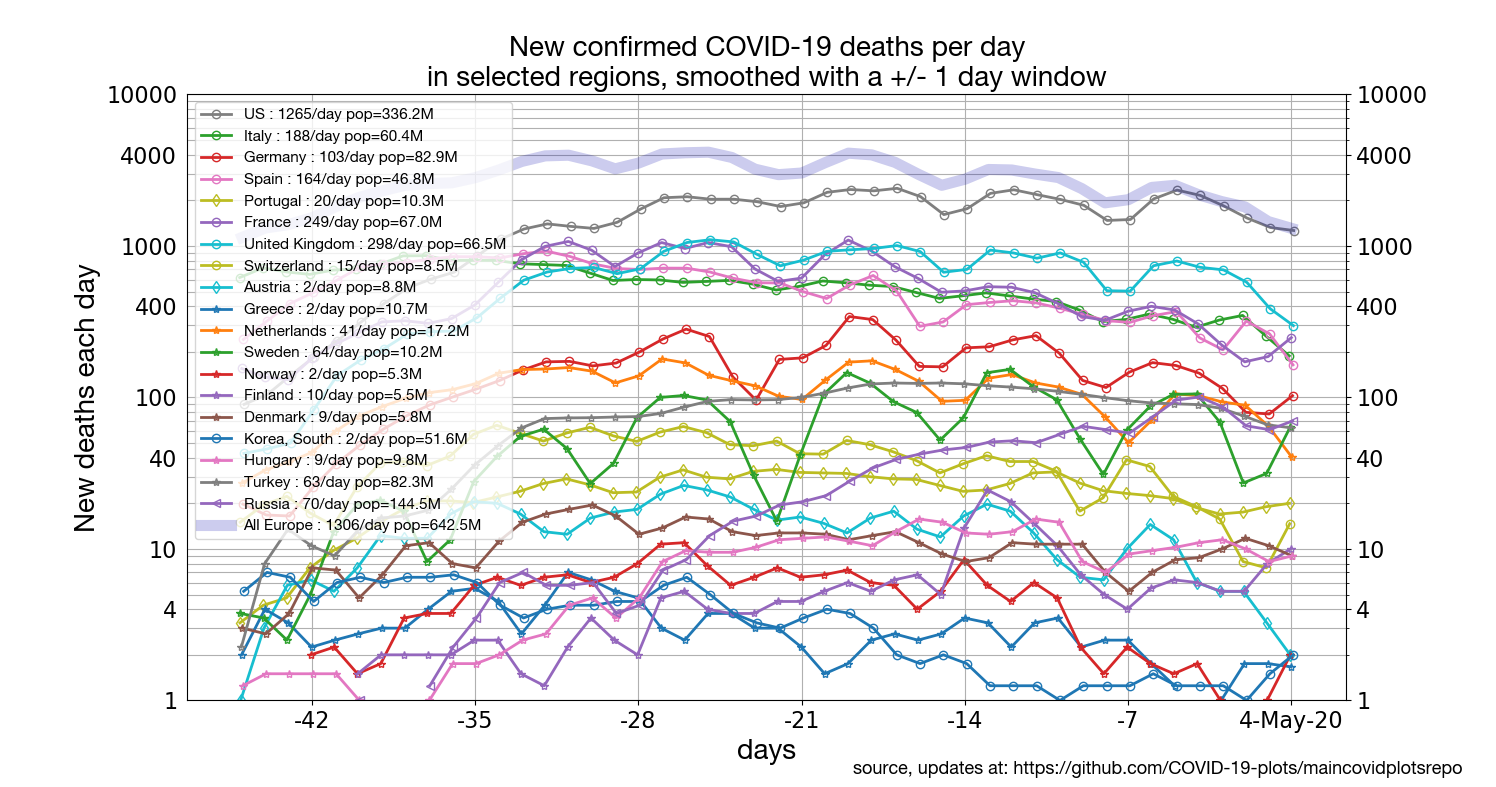 New confirmed COVID-19 deaths per day
in selected regions, smoothed with a +/- 1 day window
New deaths each day
10000
4000
1000
400
100
40
10
4
1
US : 1265/day pop=336.2M
Italy : 188/day pop=60.4M
Germany : 103/day pop=82.9M
Spain : 164/day pop=46.8M
Portugal : 20/day pop=10.3M
France : 249/day pop=67.0M
United Kingdom : 298/day pop=66.5M
Switzerland : 15/day pop=8.5M
Austria : 2/day pop=8.8M
Greece : 2/day pop=10.7M
Netherlands : 41/day pop=17.2M
Sweden : 64/day pop=10.2M
Norway : 2/day pop=5.3M
Finland : 10/day pop=5.5M
Denmark : 9/day pop=5.8M
Korea, South : 2/day pop=51.6M
Hungary : 9/day pop=9.8M
Turkey : 63/day pop=82.3M
Russia : 70/day pop=144.5M
All Europe : 1306/day pop=642.5M
10000
4000
1000
400
100
40
10
4
1
-42 -35 -28 -21 -14 -7 4-May-20
days
source, updates at: https://github.com/COVID-19-plots/maincovidplotsrepo